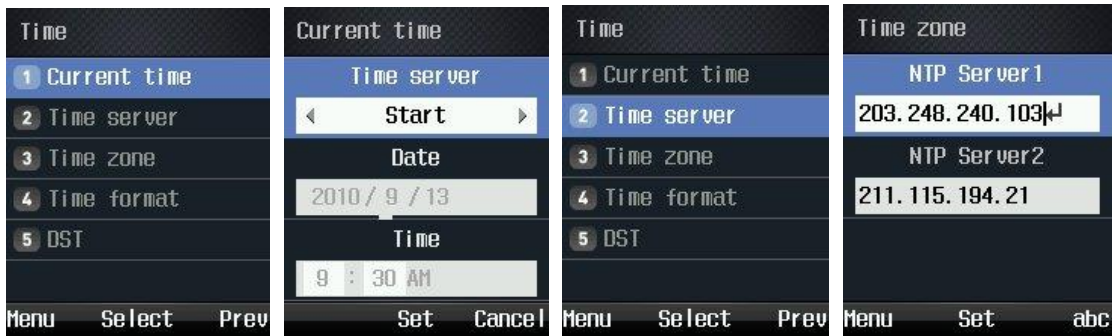 Time
1 Current time
2 Time server
3 Time zone
4 Time format
5 DST
Menu Select Prev
Current time
Time server
Start
Date
2010/ 9 /13
Time
9 : 30 AM
Set Cancel
Time
1 Current time
2 Time server
3 Time zone
4 Time format
5 DST
Menu Select Prev
Time zone
NTP Server1
203.248.240.103
NTP Server2
211.115.194.21
Menu Set abc